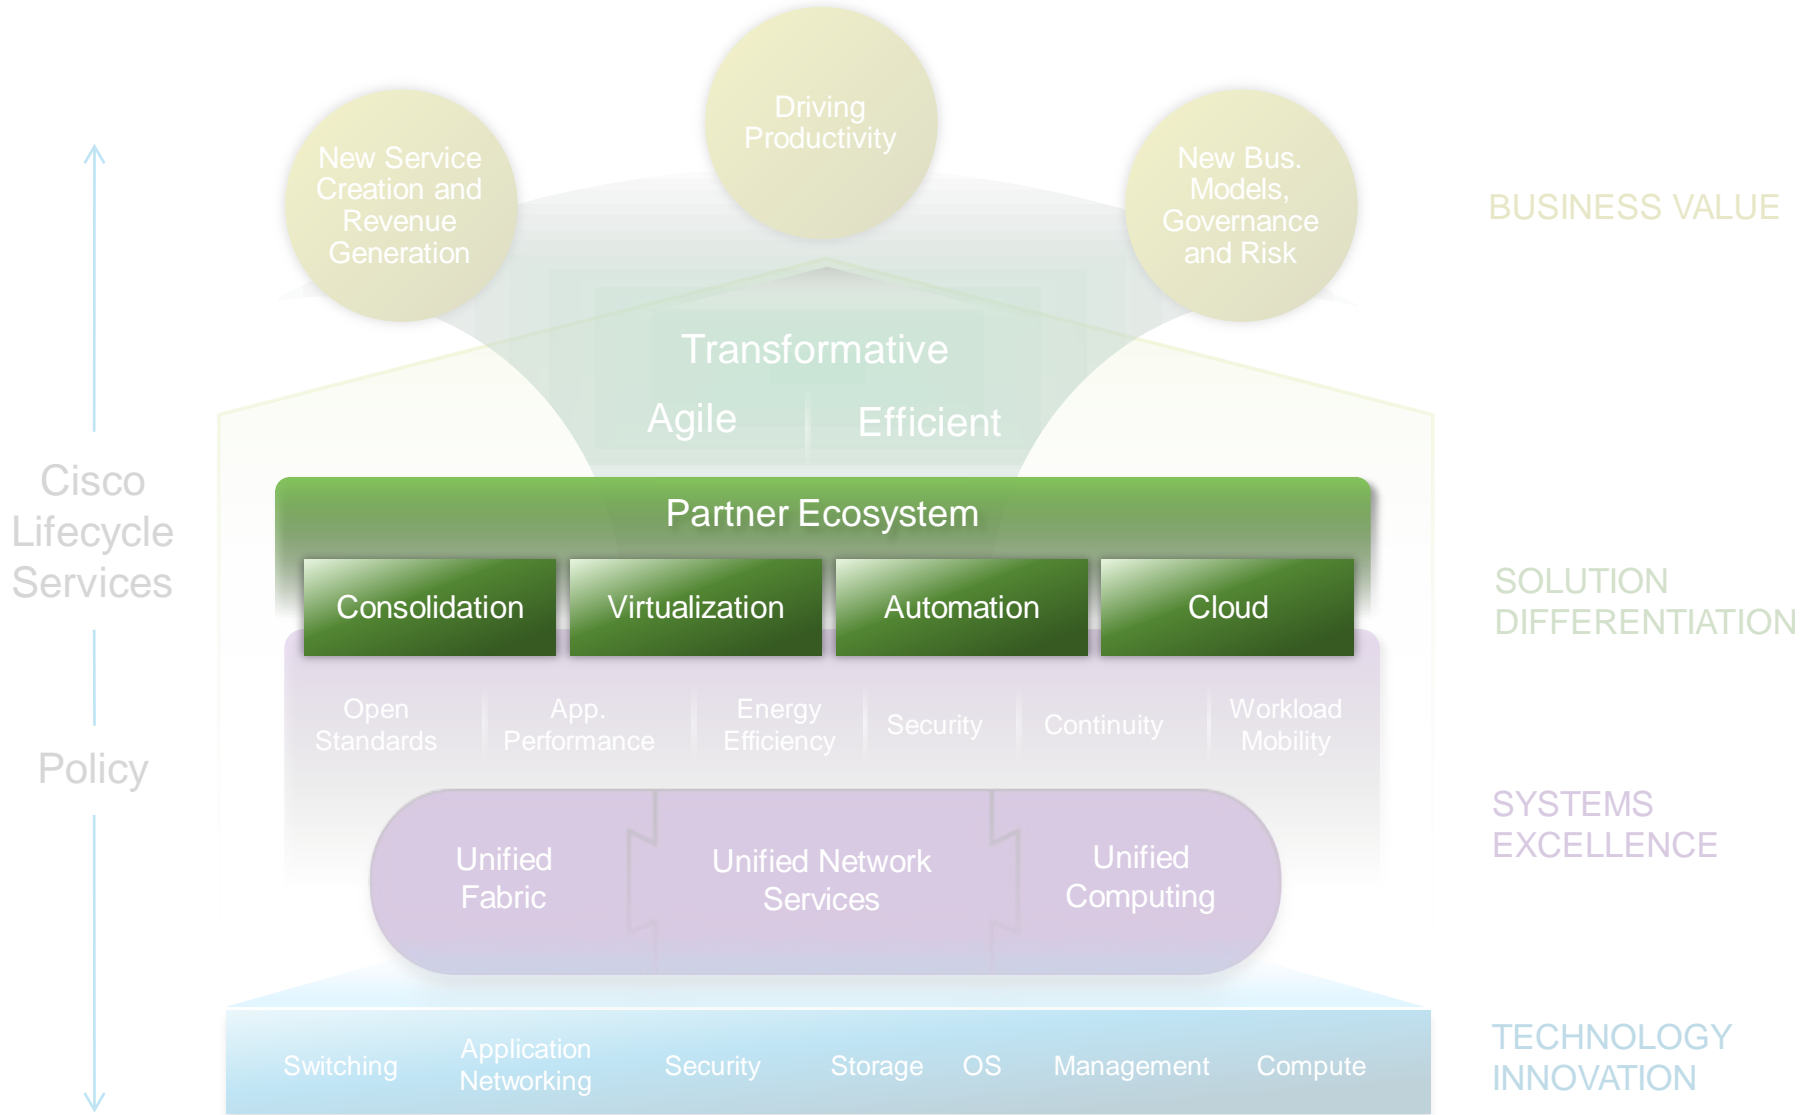 Driving
Productivity
New Service
Creation and
Revenue
Generation
New Bus.
Models,
Governance
and Risk
BUSINESS VALUE
Transformative
Agile
Efficient
Cisco
Lifecycle
Services
Partner Ecosystem
Consolidation
Virtualization
Automation
Cloud
SOLUTION
DIFFERENTIATION
Open
Standards
App.
Performance
Energy
Efficiency
Security
Continuity
Workload
Mobility
Policy
SYSTEMS
EXCELLENCE
Unified
Fabric
Unified Network
Services
Unified
Computing
Switching
Application
Networking
Security
Storage
OS
Management
Compute
TECHNOLOGY
INNOVATION